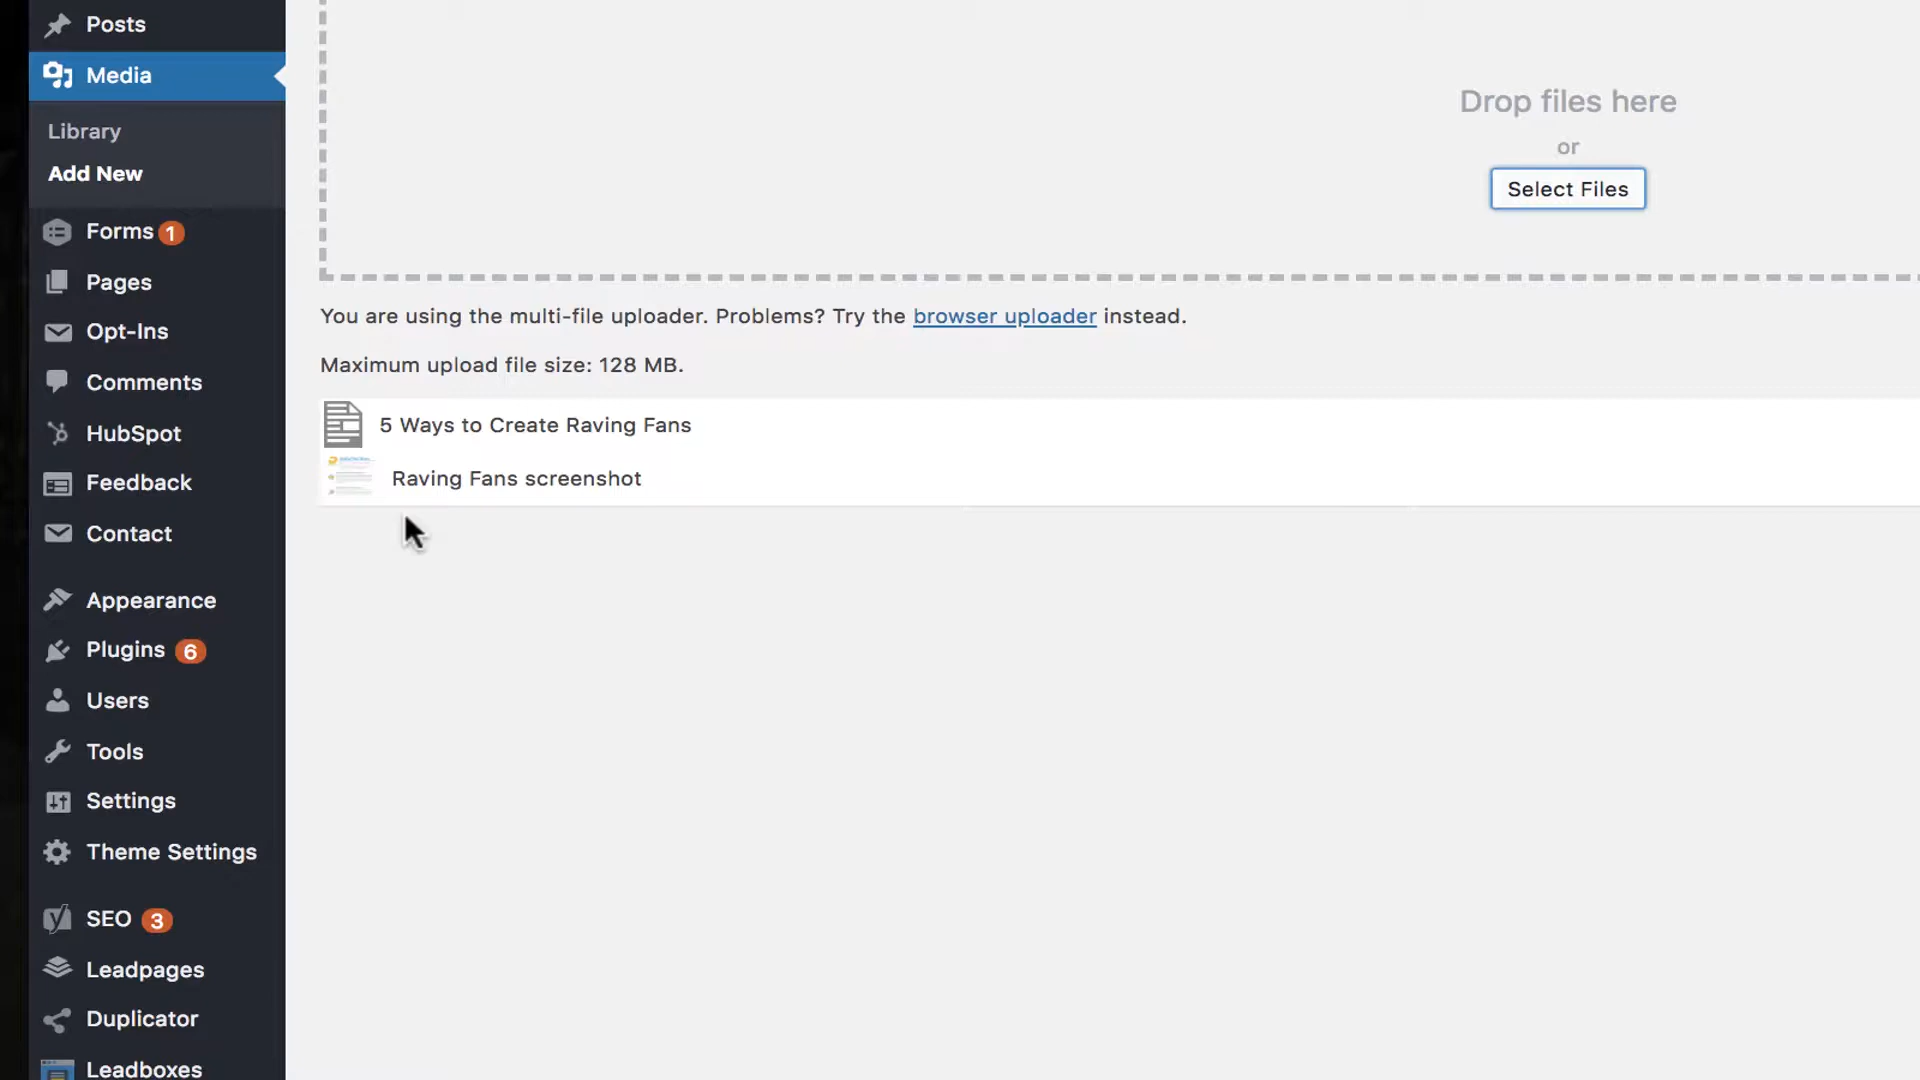 Posts
Media
Library
Add New
Forms 1
Pages
Opt-Ins
Comments
HubSpot
Feedback
Contact
Appearance
Plugins 6
Users
Tools
Settings
Theme Settings
SEO 3
Leadpages
Duplicator
Leadboxes
Drop files here
or
Select Files
You are using the multi-file uploader. Problems? Try the browser uploader instead.
Maximum upload file size: 128 MB.
5 Ways to Create Raving Fans
Raving Fans screenshot